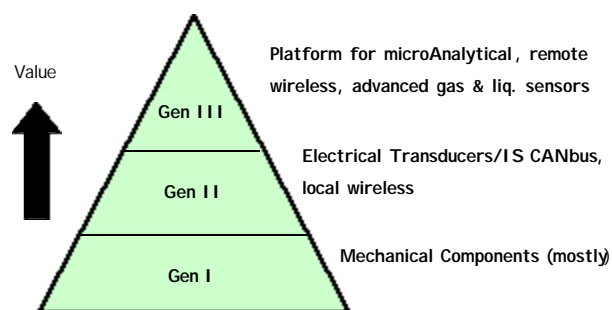 Platform for microAnalytical, remote
Value
wireless, advanced gas & liq. sensors
Gen III
Electrical Transducers/IS CANbus,
local wireless
Gen II
Mechanical Components (mostly)
Gen I